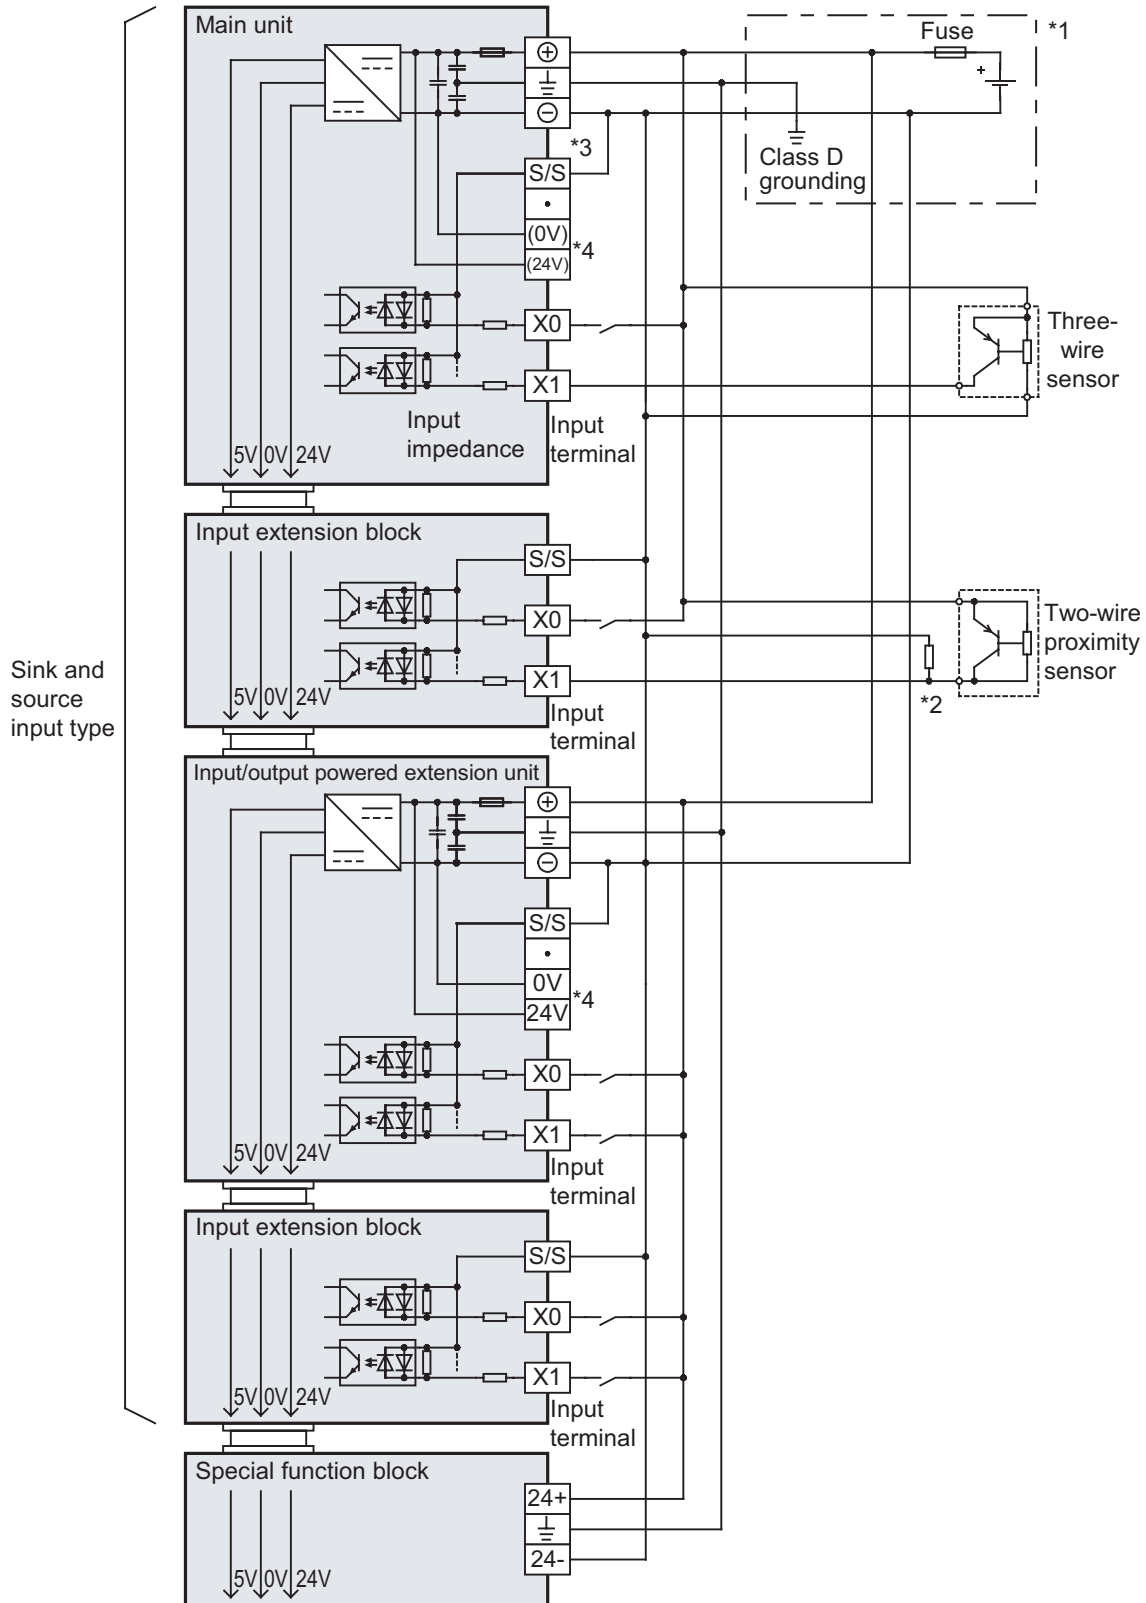 Main unit
Fuse
*1
+
Class D
grounding
*3
S/S
(0V)
*4
(24V)
X0
X1
Three-
wire
sensor
Input
impedance
Input
terminal
5V 0V 24V
Input extension block
S/S
X0
X1
Two-wire
proximity
sensor
*2
5V 0V 24V
Input
terminal
Sink and
source
input type
Input/output powered extension unit
+
−
S/S
0V
*4
24V
X0
X1
5V 0V 24V
Input
terminal
Input extension block
S/S
X0
X1
5V 0V 24V
Input
terminal
Special function block
24+
24-
5V 0V 24V